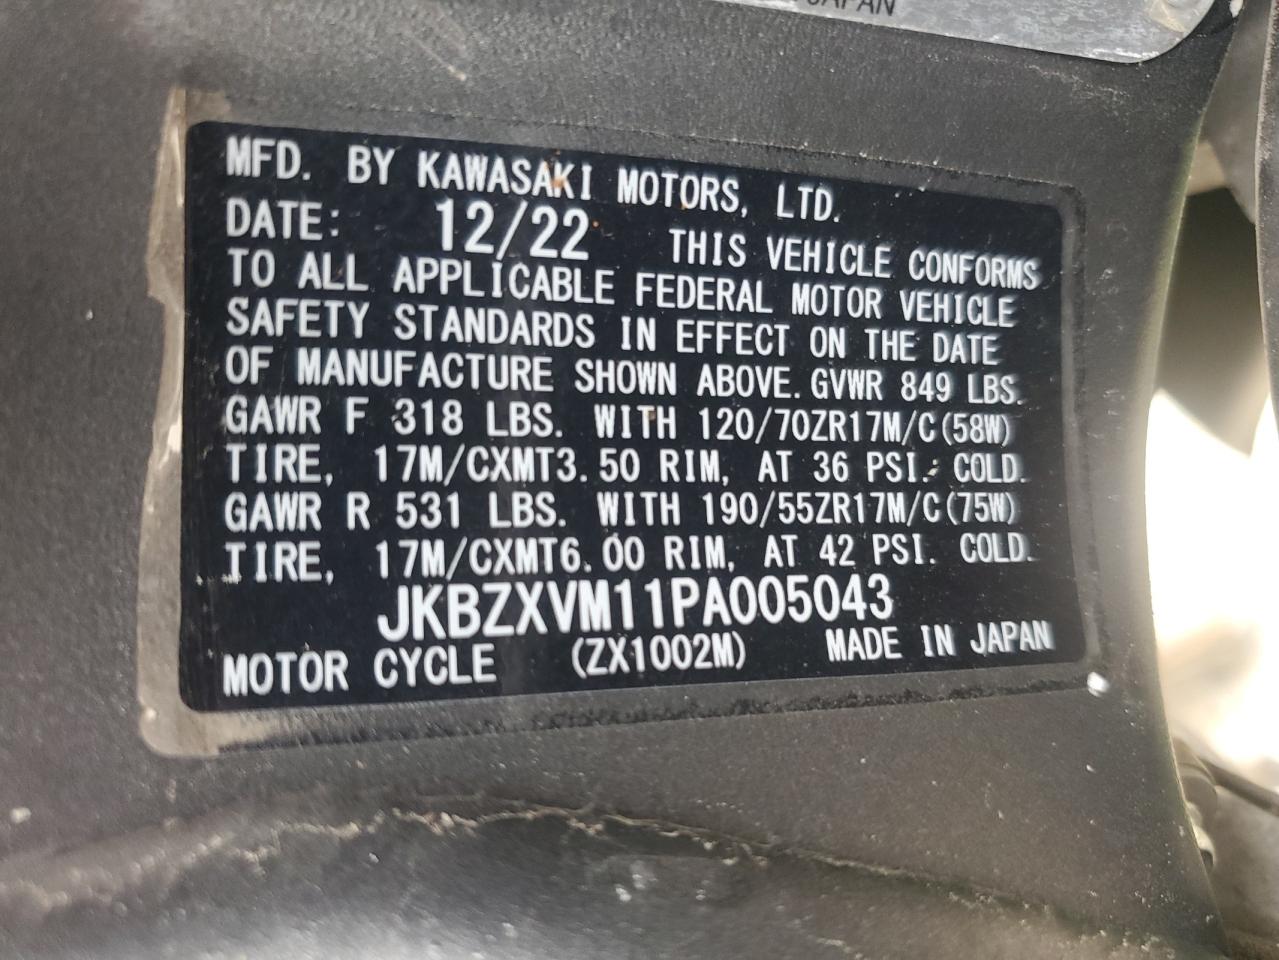 JAPAN
MFD. BY KAWASAKI MOTORS, LTD.
DATE: 12/22 THIS VEHICLE CONFORMS
TO ALL APPLICABLE FEDERAL MOTOR VEHICLE
SAFETY STANDARDS IN EFFECT ON THE DATE
OF MANUFACTURE SHOWN ABOVE. GVWR 849 LBS.
GAWR F 318 LBS. WITH 120/70ZR17M/C(58W)
TIRE, 17M/CXMT3.50 RIM, AT 36 PSI. COLD.
GAWR R 531 LBS. WITH 190/55ZR17M/C(75W)
TIRE, 17M/CXMT6.00 RIM, AT 42 PSI. COLD.
JKBZXVM11PA005043
MOTOR CYCLE (ZX1002M) MADE IN JAPAN